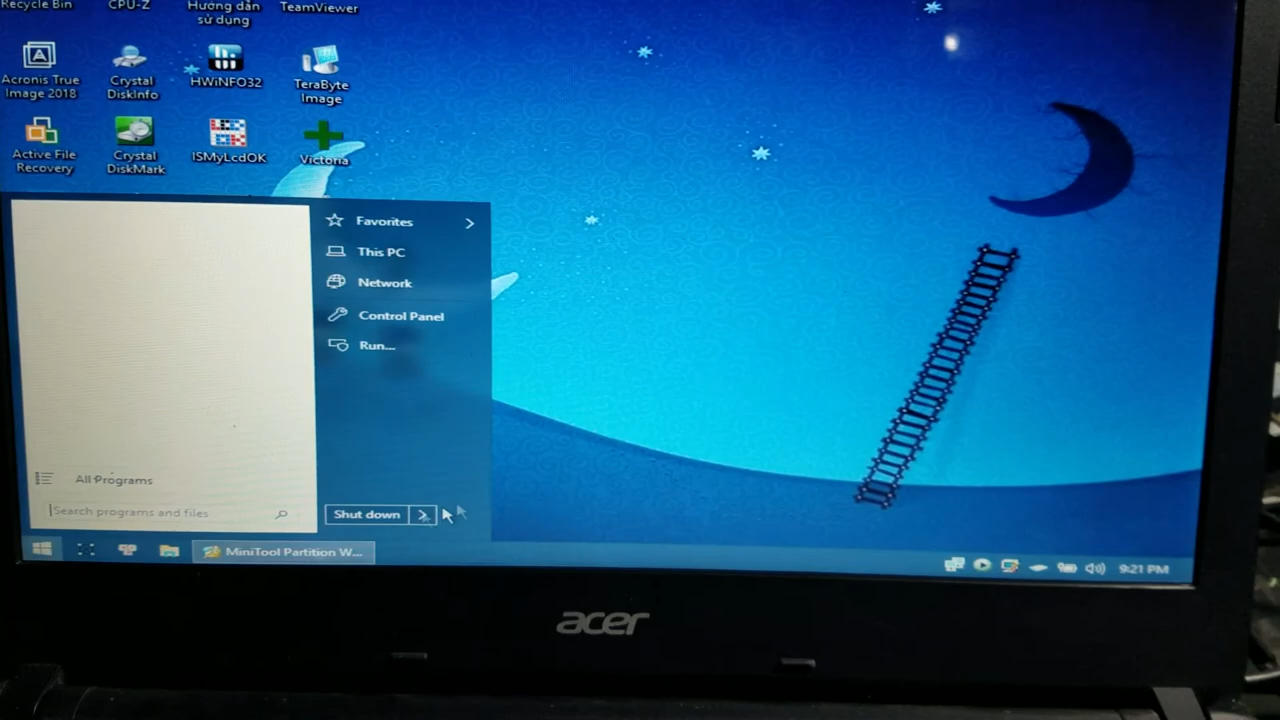 Recycle Bin
CPU-Z
Hướng dẫn
sử dụng
TeamViewer
Acronis True
Image 2018
Crystal
DiskInfo
HWiNFO32
TeraByte
Image
Active File
Recovery
Crystal
DiskMark
ISMyLcdOK
Victoria
Favorites
This PC
Network
Control Panel
Run...
All Programs
Search programs and files
Shut down
MiniTool Partition W...
9:21 PM
acer